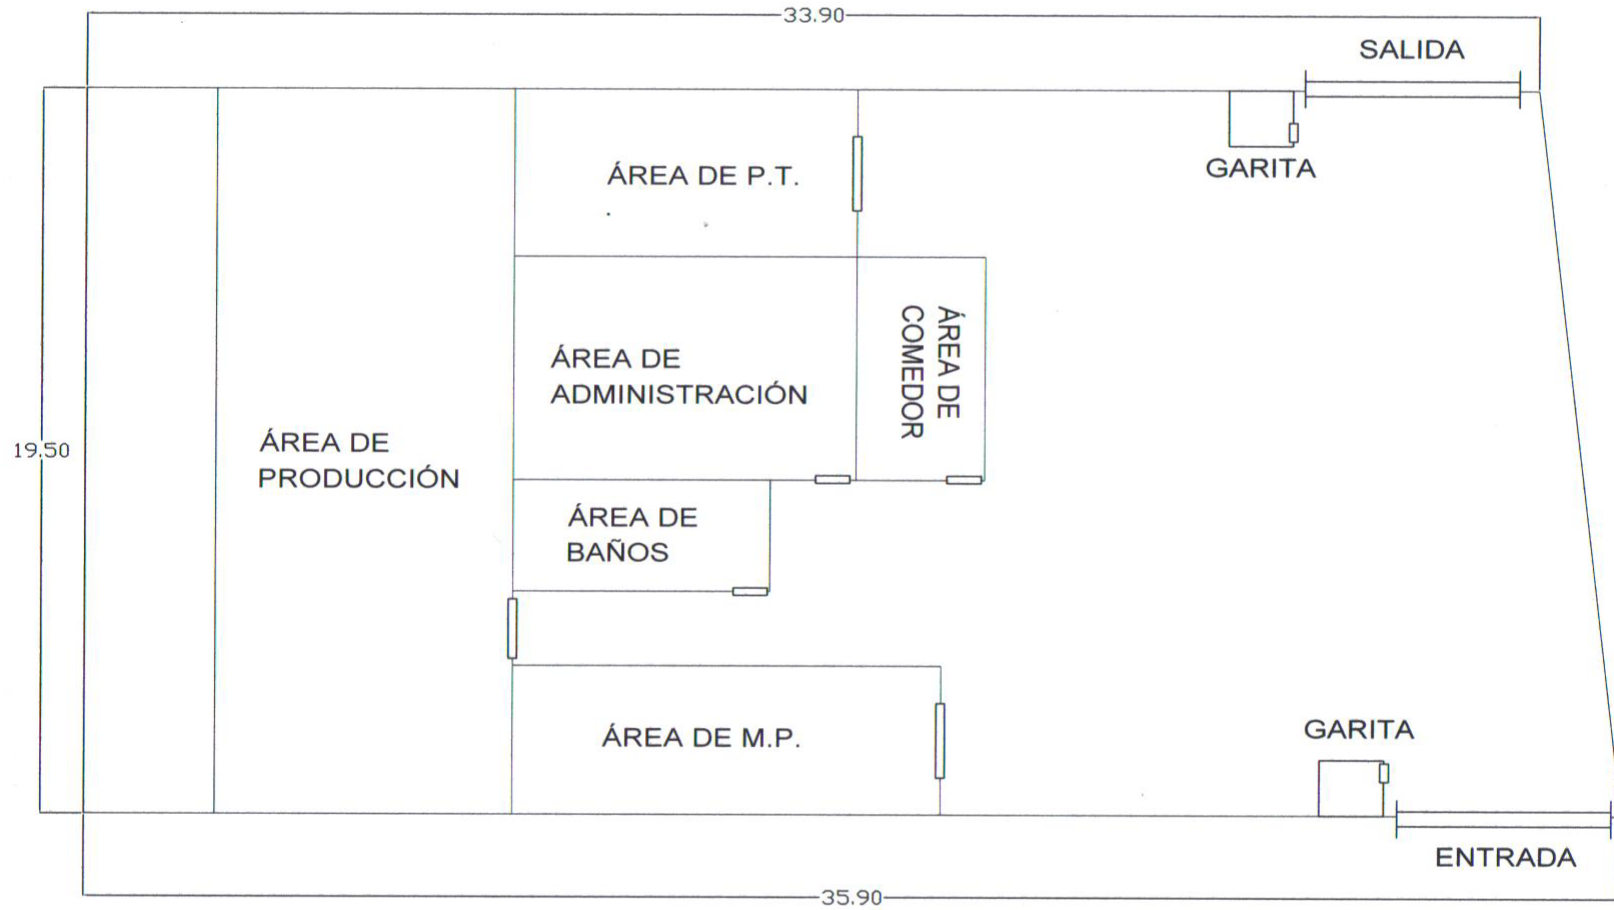 33.90
SALIDA
GARITA
ÁREA DE P.T.
ÁREA DE
COMEDOR
ÁREA DE
ADMINISTRACIÓN
19.50
ÁREA DE
PRODUCCIÓN
ÁREA DE
BAÑOS
ÁREA DE M.P.
GARITA
ENTRADA
35.90